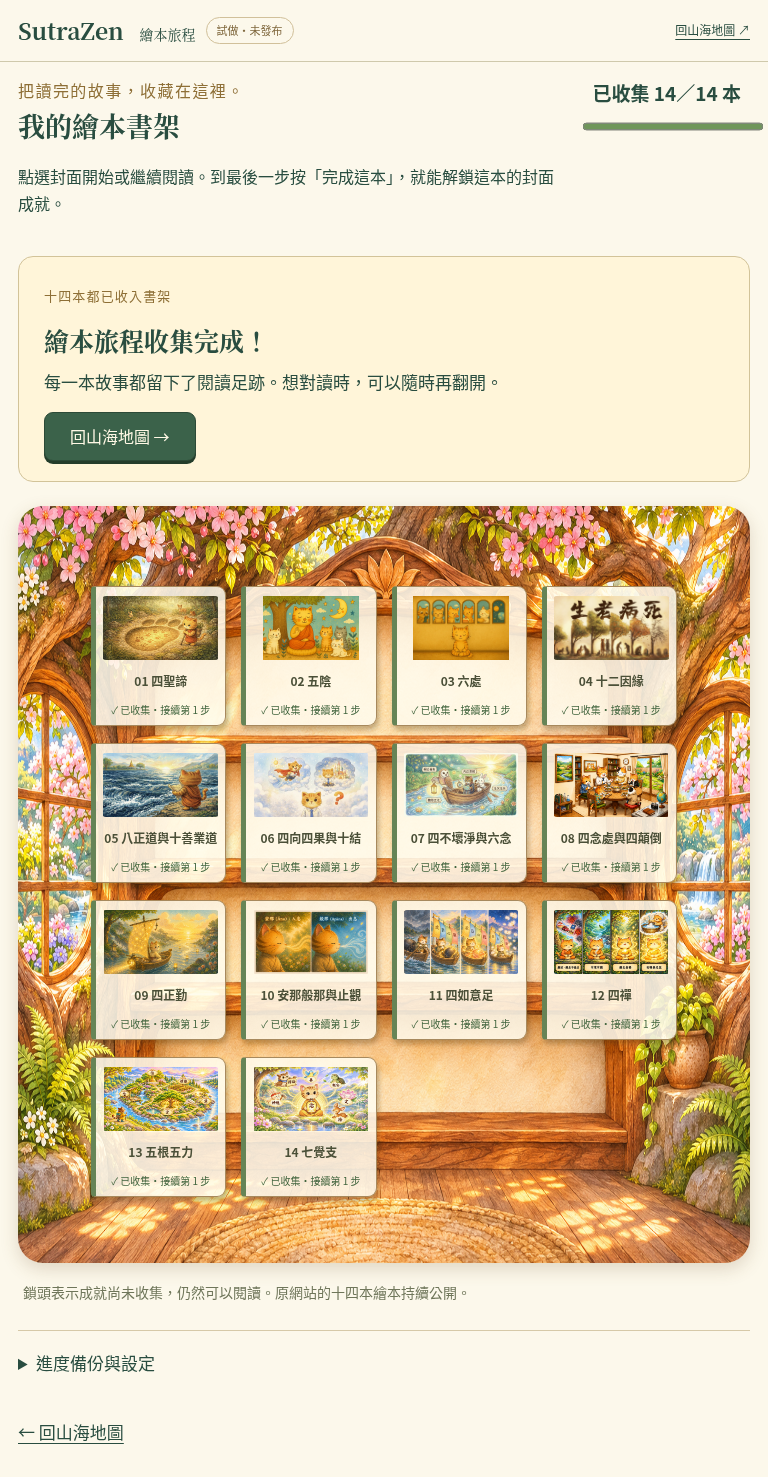 SutraZen 繪本旅程 試做・未發布 回山海地圖 ↗
把讀完的故事，收藏在這裡。
我的繪本書架
已收集 14／14 本
點選封面開始或繼續閱讀。到最後一步按「完成這本」，就能解鎖這本的封面
成就。
十四本都已收入書架
繪本旅程收集完成！
每一本故事都留下了閱讀足跡。想對讀時，可以隨時再翻開。
回山海地圖 →
生老病死
01 四聖諦
✓ 已收集・接續第 1 步
02 五陰
✓ 已收集・接續第 1 步
03 六處
✓ 已收集・接續第 1 步
04 十二因緣
✓ 已收集・接續第 1 步
05 八正道與十善業道
✓ 已收集・接續第 1 步
06 四向四果與十結
✓ 已收集・接續第 1 步
07 四不壞淨與六念
✓ 已收集・接續第 1 步
08 四念處與四顛倒
✓ 已收集・接續第 1 步
09 四正勤
✓ 已收集・接續第 1 步
10 安那般那與止觀
✓ 已收集・接續第 1 步
11 四如意足
✓ 已收集・接續第 1 步
12 四禪
✓ 已收集・接續第 1 步
13 五根五力
✓ 已收集・接續第 1 步
14 七覺支
✓ 已收集・接續第 1 步
鎖頭表示成就尚未收集，仍然可以閱讀。原網站的十四本繪本持續公開。
▶ 進度備份與設定
← 回山海地圖